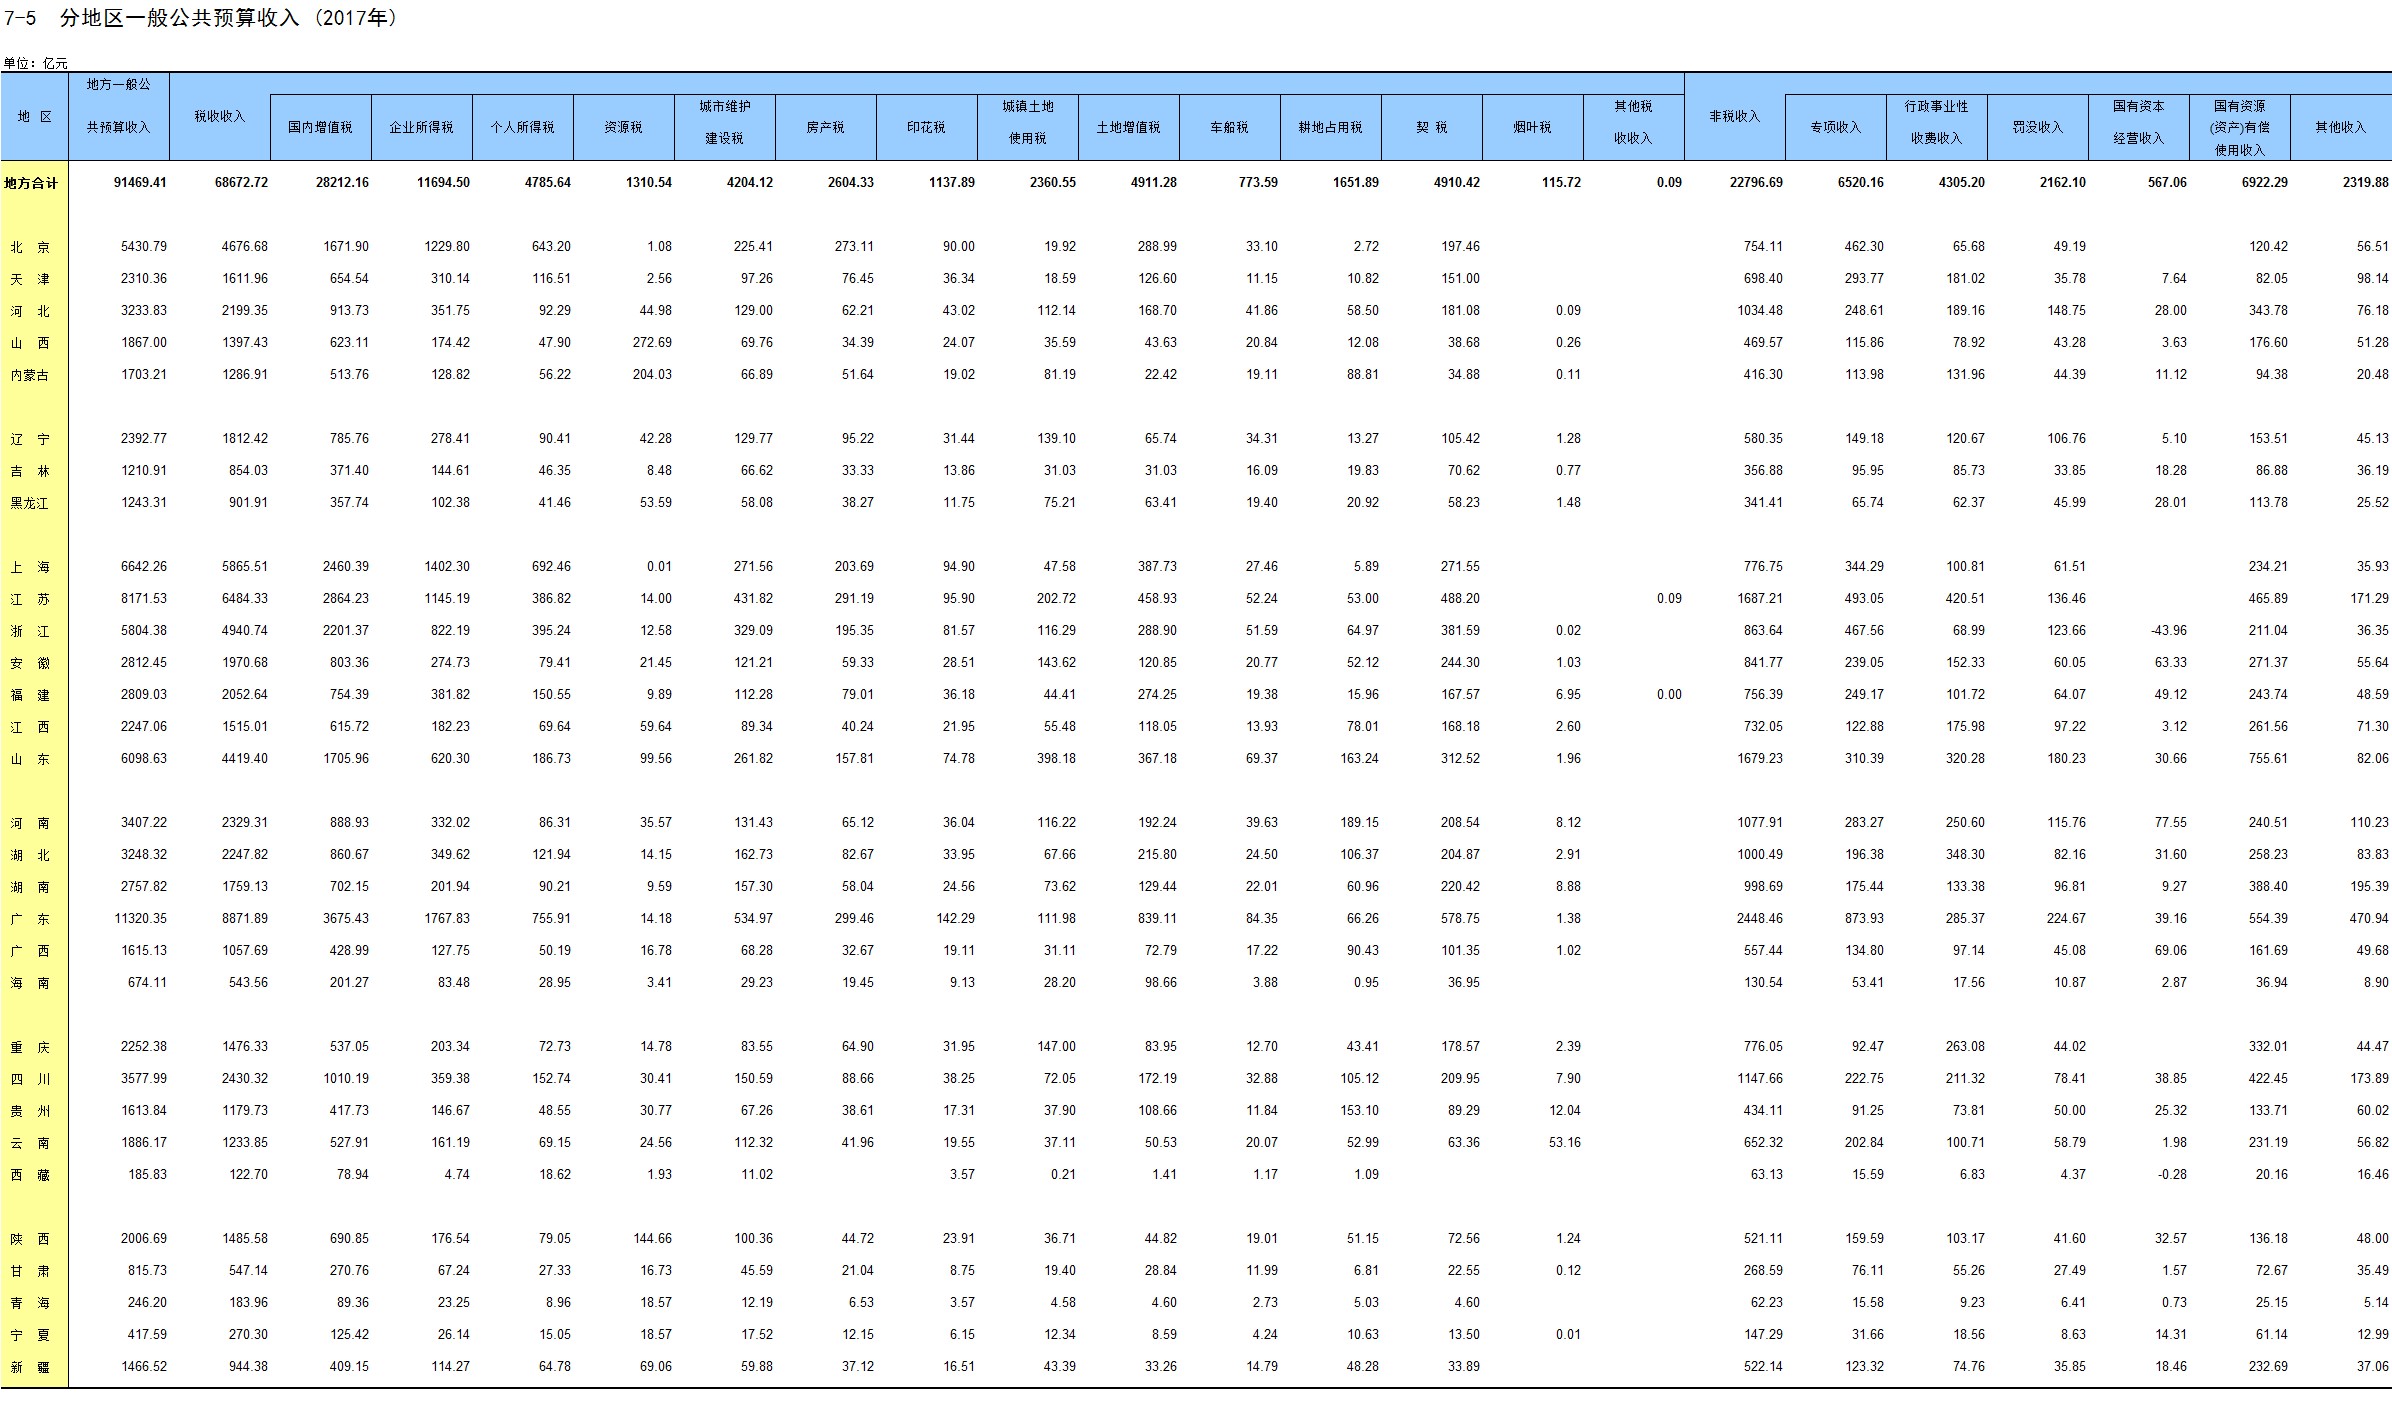 7-5 分地区一般公共预算收入 (2017年)
单位：亿元
地 区 地方一般公共预算收入 税收收入 国内增值税 企业所得税 个人所得税 资源税 城市维护建设税 房产税 印花税 城镇土地使用税 土地增值税 车船税 耕地占用税 契 税 烟叶税 其他税收收入 非税收入 专项收入 行政事业性收费收入 罚没收入 国有资本经营收入 国有资源(资产)有偿使用收入 其他收入
地方合计 91469.41 68672.72 28212.16 11694.50 4785.64 1310.54 4204.12 2604.33 1137.89 2360.55 4911.28 773.59 1651.89 4910.42 115.72 0.09 22796.69 6520.16 4305.20 2162.10 567.06 6922.29 2319.88
北 京 5430.79 4676.68 1671.90 1229.80 643.20 1.08 225.41 273.11 90.00 19.92 288.99 33.10 2.72 197.46 754.11 462.30 65.68 49.19 120.42 56.51
天 津 2310.36 1611.96 654.54 310.14 116.51 2.56 97.26 76.45 36.34 18.59 126.60 11.15 10.82 151.00 698.40 293.77 181.02 35.78 7.64 82.05 98.14
河 北 3233.83 2199.35 913.73 351.75 92.29 44.98 129.00 62.21 43.02 112.14 168.70 41.86 58.50 181.08 0.09 1034.48 248.61 189.16 148.75 28.00 343.78 76.18
山 西 1867.00 1397.43 623.11 174.42 47.90 272.69 69.76 34.39 24.07 35.59 43.63 20.84 12.08 38.68 0.26 469.57 115.86 78.92 43.28 3.63 176.60 51.28
内蒙古 1703.21 1286.91 513.76 128.82 56.22 204.03 66.89 51.64 19.02 81.19 22.42 19.11 88.81 34.88 0.11 416.30 113.98 131.96 44.39 11.12 94.38 20.48
辽 宁 2392.77 1812.42 785.76 278.41 90.41 42.28 129.77 95.22 31.44 139.10 65.74 34.31 13.27 105.42 1.28 580.35 149.18 120.67 106.76 5.10 153.51 45.13
吉 林 1210.91 854.03 371.40 144.61 46.35 8.48 66.62 33.33 13.86 31.03 31.03 16.09 19.83 70.62 0.77 356.88 95.95 85.73 33.85 18.28 86.88 36.19
黑龙江 1243.31 901.91 357.74 102.38 41.46 53.59 58.08 38.27 11.75 75.21 63.41 19.40 20.92 58.23 1.48 341.41 65.74 62.37 45.99 28.01 113.78 25.52
上 海 6642.26 5865.51 2460.39 1402.30 692.46 0.01 271.56 203.69 94.90 47.58 387.73 27.46 5.89 271.55 776.75 344.29 100.81 61.51 234.21 35.93
江 苏 8171.53 6484.33 2864.23 1145.19 386.82 14.00 431.82 291.19 95.90 202.72 458.93 52.24 53.00 488.20 0.09 1687.21 493.05 420.51 136.46 465.89 171.29
浙 江 5804.38 4940.74 2201.37 822.19 395.24 12.58 329.09 195.35 81.57 116.29 288.90 51.59 64.97 381.59 0.02 863.64 467.56 68.99 123.66 -43.96 211.04 36.35
安 徽 2812.45 1970.68 803.36 274.73 79.41 21.45 121.21 59.33 28.51 143.62 120.85 20.77 52.12 244.30 1.03 841.77 239.05 152.33 60.05 63.33 271.37 55.64
福 建 2809.03 2052.64 754.39 381.82 150.55 9.89 112.28 79.01 36.18 44.41 274.25 19.38 15.96 167.57 6.95 0.00 756.39 249.17 101.72 64.07 49.12 243.74 48.59
江 西 2247.06 1515.01 615.72 182.23 69.64 59.64 89.34 40.24 21.95 55.48 118.05 13.93 78.01 168.18 2.60 732.05 122.88 175.98 97.22 3.12 261.56 71.30
山 东 6098.63 4419.40 1705.96 620.30 186.73 99.56 261.82 157.81 74.78 398.18 367.18 69.37 163.24 312.52 1.96 1679.23 310.39 320.28 180.23 30.66 755.61 82.06
河 南 3407.22 2329.31 888.93 332.02 86.31 35.57 131.43 65.12 36.04 116.22 192.24 39.63 189.15 208.54 8.12 1077.91 283.27 250.60 115.76 77.55 240.51 110.23
湖 北 3248.32 2247.82 860.67 349.62 121.94 14.15 162.73 82.67 33.95 67.66 215.80 24.50 106.37 204.87 2.91 1000.49 196.38 348.30 82.16 31.60 258.23 83.83
湖 南 2757.82 1759.13 702.15 201.94 90.21 9.59 157.30 58.04 24.56 73.62 129.44 22.01 60.96 220.42 8.88 998.69 175.44 133.38 96.81 9.27 388.40 195.39
广 东 11320.35 8871.89 3675.43 1767.83 755.91 14.18 534.97 299.46 142.29 111.98 839.11 84.35 66.26 578.75 1.38 2448.46 873.93 285.37 224.67 39.16 554.39 470.94
广 西 1615.13 1057.69 428.99 127.75 50.19 16.78 68.28 32.67 19.11 31.11 72.79 17.22 90.43 101.35 1.02 557.44 134.80 97.14 45.08 69.06 161.69 49.68
海 南 674.11 543.56 201.27 83.48 28.95 3.41 29.23 19.45 9.13 28.20 98.66 3.88 0.95 36.95 130.54 53.41 17.56 10.87 2.87 36.94 8.90
重 庆 2252.38 1476.33 537.05 203.34 72.73 14.78 83.55 64.90 31.95 147.00 83.95 12.70 43.41 178.57 2.39 776.05 92.47 263.08 44.02 332.01 44.47
四 川 3577.99 2430.32 1010.19 359.38 152.74 30.41 150.59 88.66 38.25 72.05 172.19 32.88 105.12 209.95 7.90 1147.66 222.75 211.32 78.41 38.85 422.45 173.89
贵 州 1613.84 1179.73 417.73 146.67 48.55 30.77 67.26 38.61 17.31 37.90 108.66 11.84 153.10 89.29 12.04 434.11 91.25 73.81 50.00 25.32 133.71 60.02
云 南 1886.17 1233.85 527.91 161.19 69.15 24.56 112.32 41.96 19.55 37.11 50.53 20.07 52.99 63.36 53.16 652.32 202.84 100.71 58.79 1.98 231.19 56.82
西 藏 185.83 122.70 78.94 4.74 18.62 1.93 11.02 3.57 0.21 1.41 1.17 1.09 63.13 15.59 6.83 4.37 -0.28 20.16 16.46
陕 西 2006.69 1485.58 690.85 176.54 79.05 144.66 100.36 44.72 23.91 36.71 44.82 19.01 51.15 72.56 1.24 521.11 159.59 103.17 41.60 32.57 136.18 48.00
甘 肃 815.73 547.14 270.76 67.24 27.33 16.73 45.59 21.04 8.75 19.40 28.84 11.99 6.81 22.55 0.12 268.59 76.11 55.26 27.49 1.57 72.67 35.49
青 海 246.20 183.96 89.36 23.25 8.96 18.57 12.19 6.53 3.57 4.58 4.60 2.73 5.03 4.60 62.23 15.58 9.23 6.41 0.73 25.15 5.14
宁 夏 417.59 270.30 125.42 26.14 15.05 18.57 17.52 12.15 6.15 12.34 8.59 4.24 10.63 13.50 0.01 147.29 31.66 18.56 8.63 14.31 61.14 12.99
新 疆 1466.52 944.38 409.15 114.27 64.78 69.06 59.88 37.12 16.51 43.39 33.26 14.79 48.28 33.89 522.14 123.32 74.76 35.85 18.46 232.69 37.06